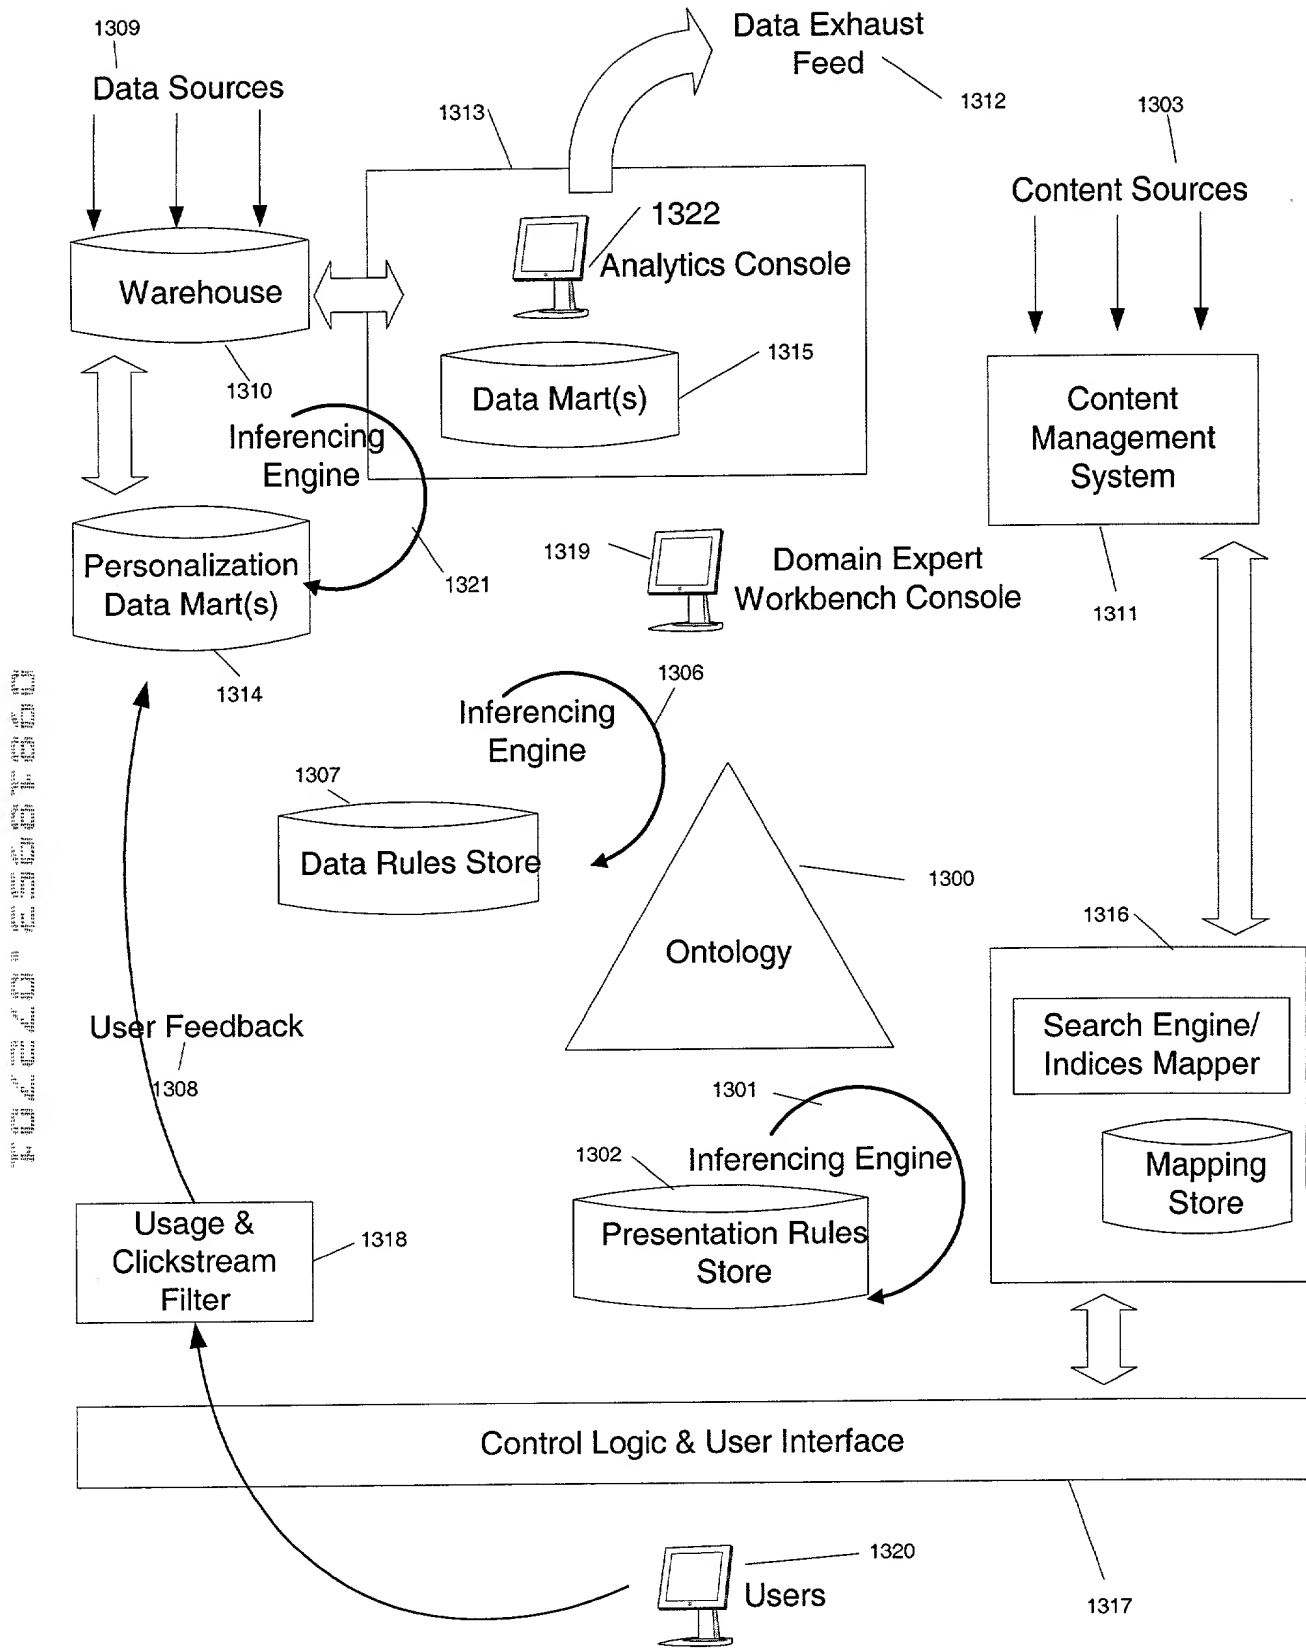 1309
Data Sources
Data Exhaust
Feed
1312
1313
1303
Content Sources
1322
Analytics Console
Warehouse
1310
1315
Data Mart(s)
Content
Management
System
1311
Inferencing
Engine
1321
Personalization
Data Mart(s)
1314
1319
Domain Expert
Workbench Console
1306
Inferencing
Engine
1307
Data Rules Store
1300
Ontology
1316
Search Engine/
Indices Mapper
Mapping
Store
User Feedback
1308
1301
Inferencing Engine
1302
Presentation Rules
Store
Usage &
Clickstream
Filter
1318
Control Logic & User Interface
1317
1320
Users